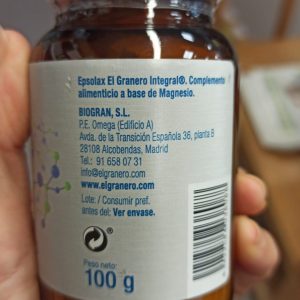 Epsolax El Granero Integral®. Complemento
alimenticio a base de Magnesio.
BIOGRAN, S.L.
P.E. Omega (Edificio A)
Avda. de la Transición Española 36, planta B
28108 Alcobendas, Madrid
Tel.: 91 658 07 31
info@elgranero.com
www.elgranero.com
Lote: / Consumir pref.
antes del: Ver envase.
Peso neto:
100 g